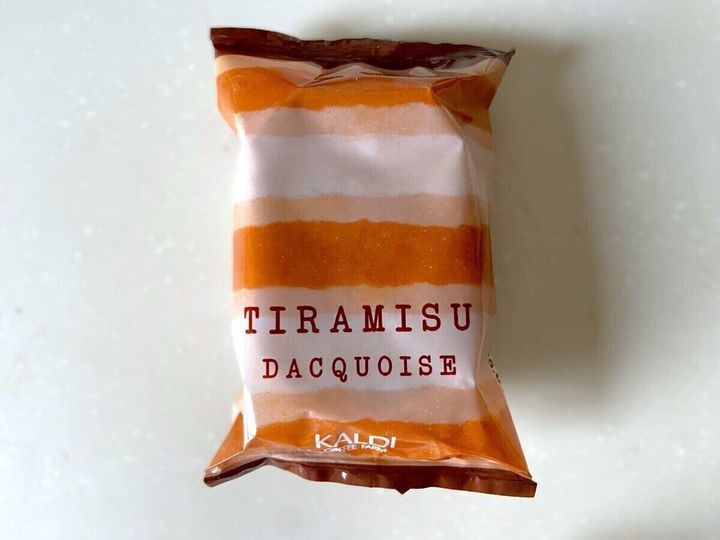 TIRAMISU
DACQUOISE
KALDI
COFFEE FARM